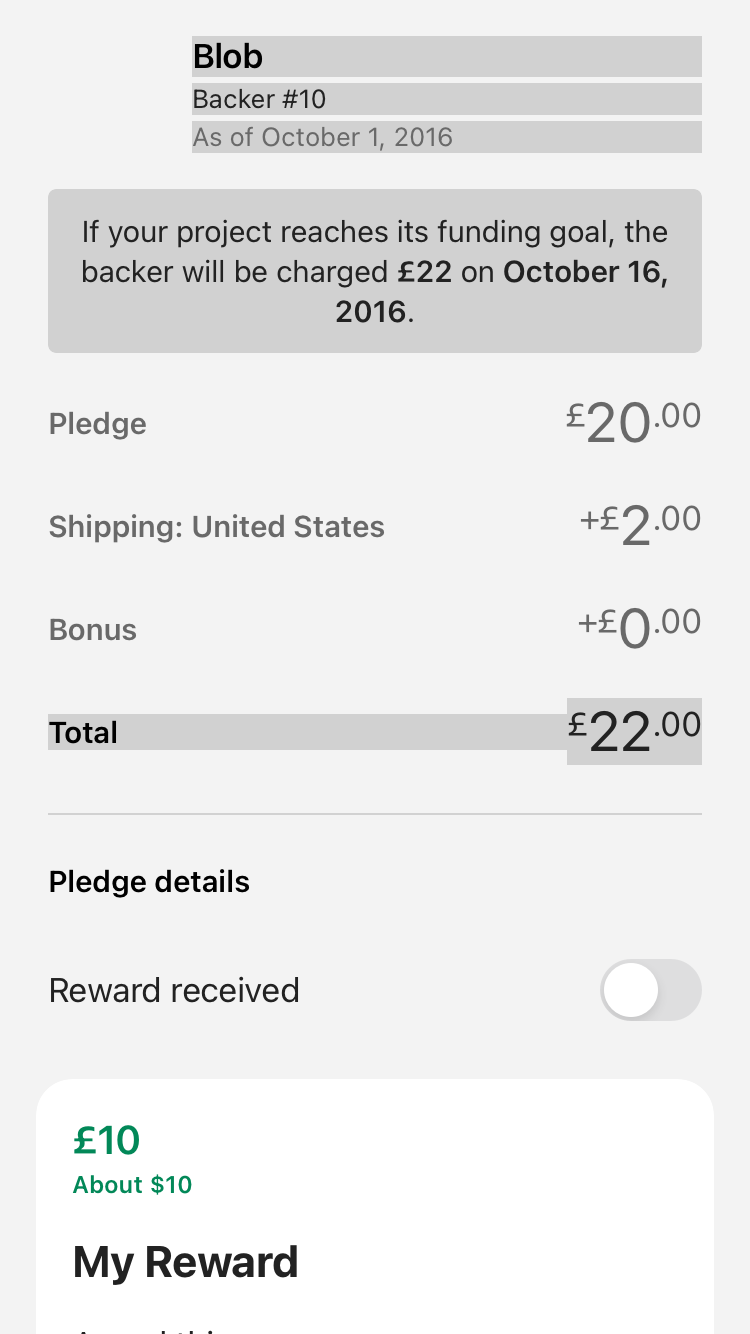 Blob
Backer #10
As of October 1, 2016
If your project reaches its funding goal, the
backer will be charged £22 on October 16,
2016.
Pledge £20.00
Shipping: United States +£2.00
Bonus +£0.00
Total £22.00
Pledge details
Reward received
£10
About $10
My Reward